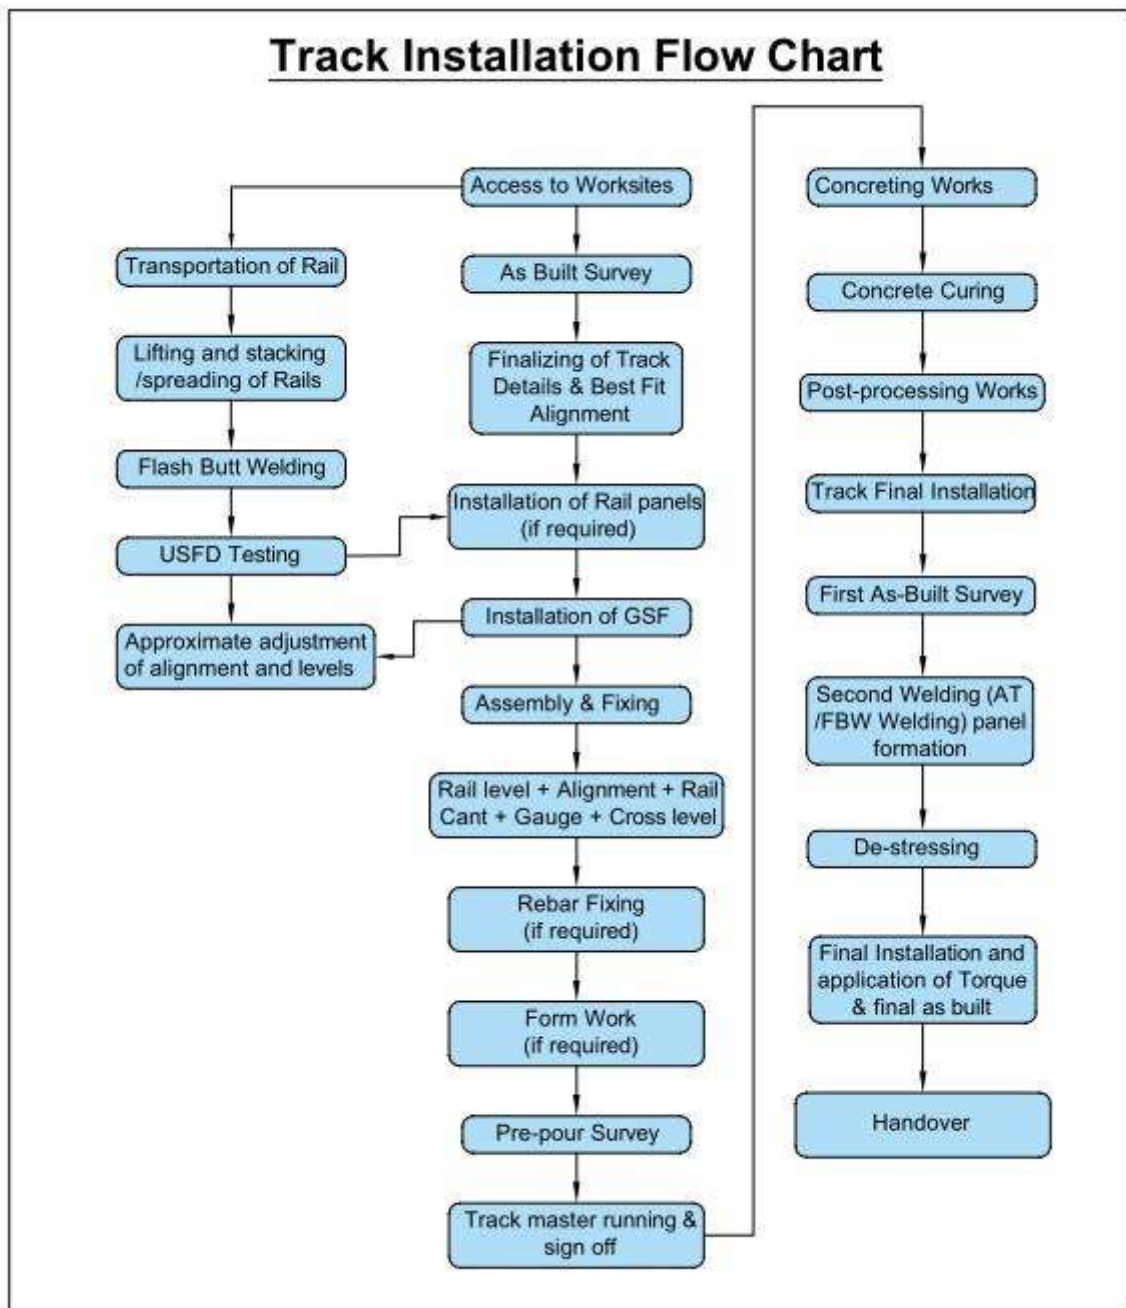 Track Installation Flow Chart
Access to Worksites
Transportation of Rail
As Built Survey
Lifting and stacking
/spreading of Rails
Finalizing of Track
Details & Best Fit
Alignment
Flash Butt Welding
Installation of Rail panels
(if required)
USFD Testing
Installation of GSF
Approximate adjustment
of alignment and levels
Assembly & Fixing
Rail level + Alignment + Rail
Cant + Gauge + Cross level
Rebar Fixing
(if required)
Form Work
(if required)
Pre-pour Survey
Track master running &
sign off
Concreting Works
Concrete Curing
Post-processing Works
Track Final Installation
First As-Built Survey
Second Welding (AT
/FBW Welding) panel
formation
De-stressing
Final Installation and
application of Torque
& final as built
Handover